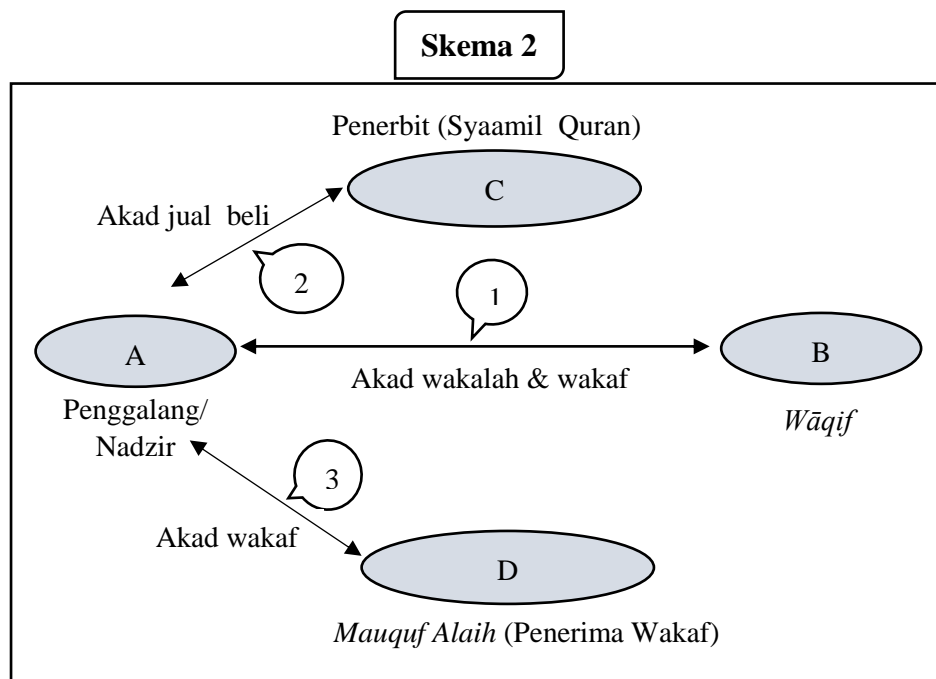 Skema 2
Penerbit (Syaamil Quran)
C
Akad jual beli
2
1
A
B
Akad wakalah & wakaf
Penggalang/
Nadzir
Wāqif
3
Akad wakaf
D
Mauquf Alaih (Penerima Wakaf)